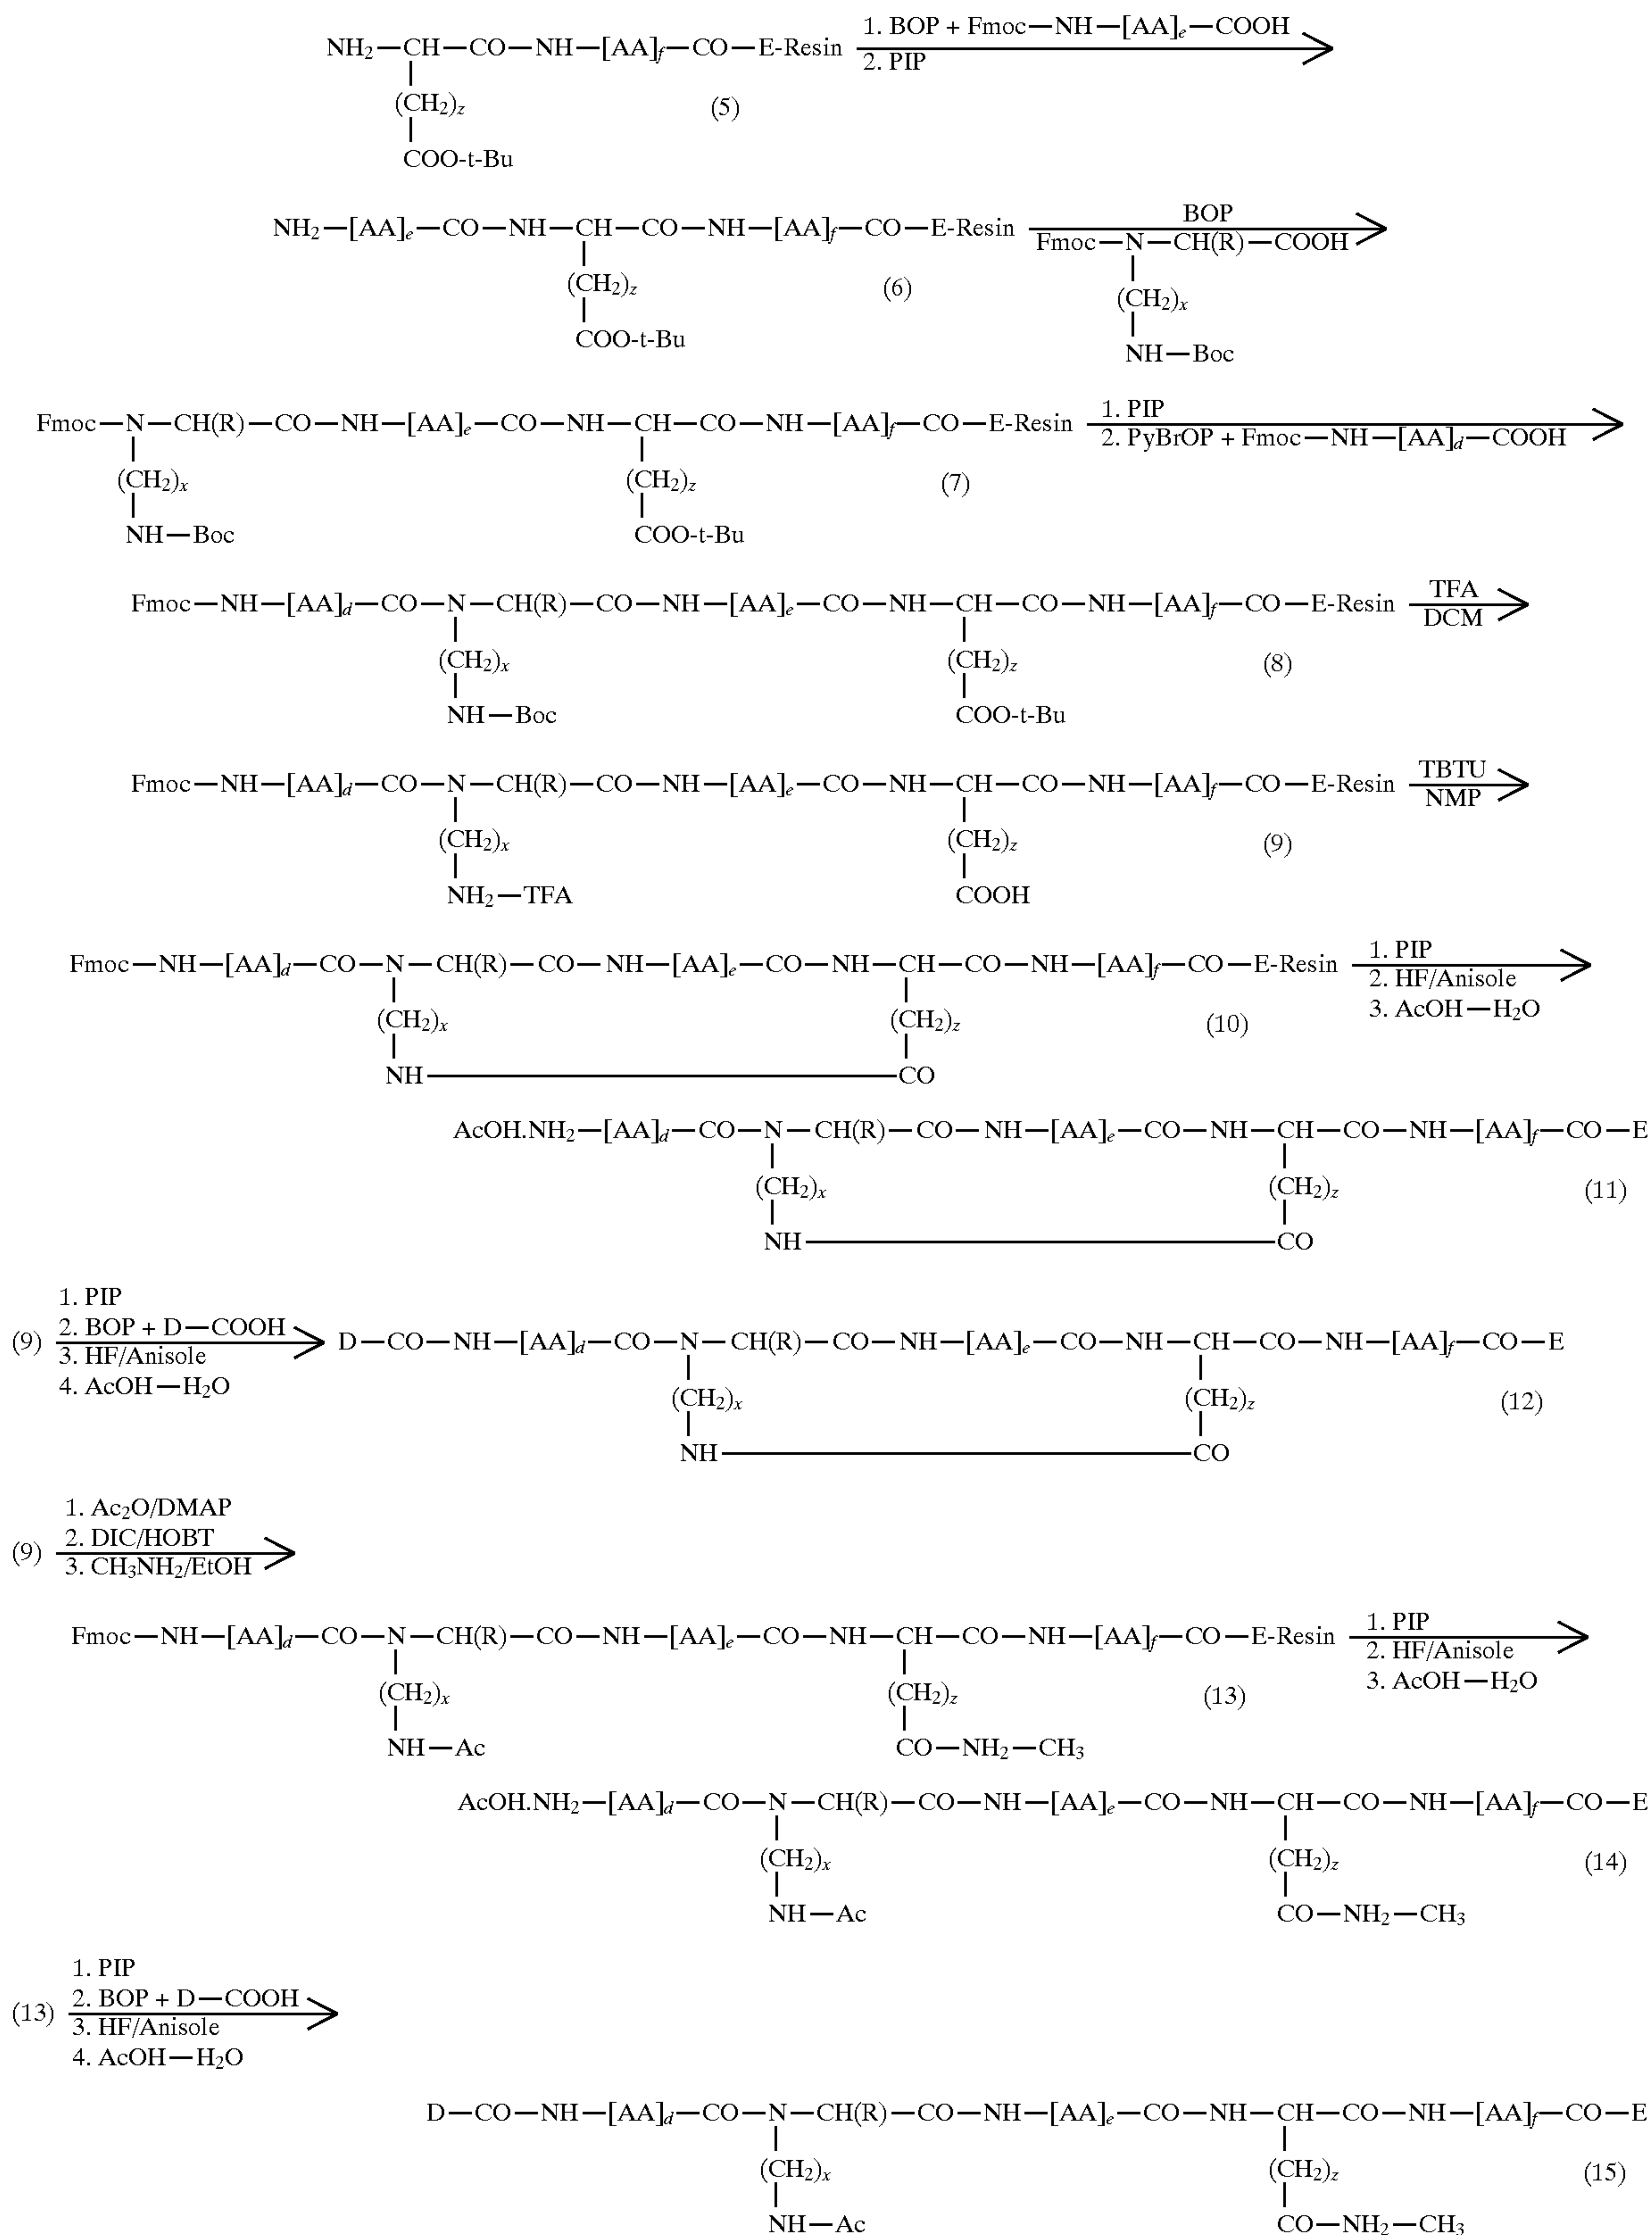 NH2—CH—CO—NH—[AA]f—CO—E-Resin
1. BOP + Fmoc—NH—[AA]e—COOH
2. PIP
(CH2)z
(5)
COO-t-Bu
NH2—[AA]e—CO—NH—CH—CO—NH—[AA]f—CO—E-Resin
BOP
Fmoc—N—CH(R)—COOH
(CH2)z
(6)
(CH2)x
COO-t-Bu
NH—Boc
Fmoc—N—CH(R)—CO—NH—[AA]e—CO—NH—CH—CO—NH—[AA]f—CO—E-Resin
1. PIP
2. PyBrOP + Fmoc—NH—[AA]d—COOH
(CH2)x
(CH2)z
(7)
NH—Boc
COO-t-Bu
Fmoc—NH—[AA]d—CO—N—CH(R)—CO—NH—[AA]e—CO—NH—CH—CO—NH—[AA]f—CO—E-Resin
TFA
DCM
(CH2)x
(CH2)z
(8)
NH—Boc
COO-t-Bu
Fmoc—NH—[AA]d—CO—N—CH(R)—CO—NH—[AA]e—CO—NH—CH—CO—NH—[AA]f—CO—E-Resin
TBTU
NMP
(CH2)x
(CH2)z
(9)
NH2—TFA
COOH
Fmoc—NH—[AA]d—CO—N—CH(R)—CO—NH—[AA]e—CO—NH—CH—CO—NH—[AA]f—CO—E-Resin
1. PIP
2. HF/Anisole
3. AcOH—H2O
(CH2)x
(CH2)z
(10)
NH
CO
AcOH.NH2—[AA]d—CO—N—CH(R)—CO—NH—[AA]e—CO—NH—CH—CO—NH—[AA]f—CO—E
(CH2)x
(CH2)z
(11)
NH
CO
(9)
1. PIP
2. BOP + D—COOH
3. HF/Anisole
4. AcOH—H2O
D—CO—NH—[AA]d—CO—N—CH(R)—CO—NH—[AA]e—CO—NH—CH—CO—NH—[AA]f—CO—E
(CH2)x
(CH2)z
(12)
NH
CO
(9)
1. Ac2O/DMAP
2. DIC/HOBT
3. CH3NH2/EtOH
Fmoc—NH—[AA]d—CO—N—CH(R)—CO—NH—[AA]e—CO—NH—CH—CO—NH—[AA]f—CO—E-Resin
1. PIP
2. HF/Anisole
3. AcOH—H2O
(CH2)x
(CH2)z
(13)
NH—Ac
CO—NH2—CH3
AcOH.NH2—[AA]d—CO—N—CH(R)—CO—NH—[AA]e—CO—NH—CH—CO—NH—[AA]f—CO—E
(CH2)x
(CH2)z
(14)
NH—Ac
CO—NH2—CH3
(13)
1. PIP
2. BOP + D—COOH
3. HF/Anisole
4. AcOH—H2O
D—CO—NH—[AA]d—CO—N—CH(R)—CO—NH—[AA]e—CO—NH—CH—CO—NH—[AA]f—CO—E
(CH2)x
(CH2)z
(15)
NH—Ac
CO—NH2—CH3